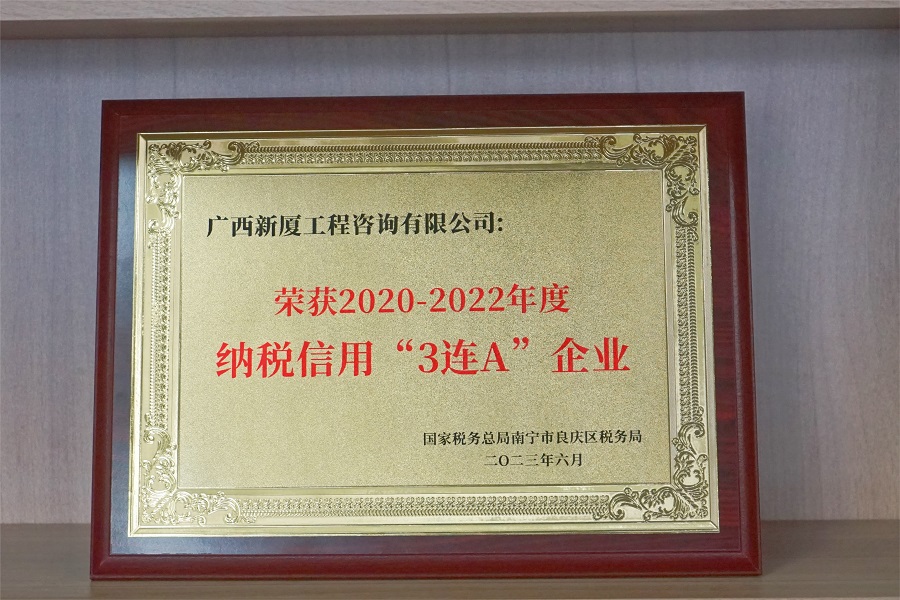 广西新厦工程咨询有限公司:
荣获2020-2022年度
纳税信用“3连A”企业
国家税务总局南宁市良庆区税务局
二〇二三年六月